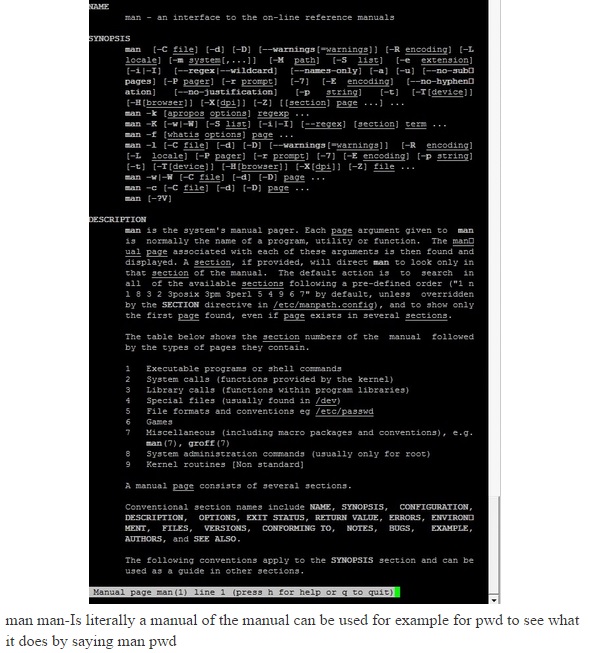 NAME
man - an interface to the on-line reference manuals
SYNOPSIS
man [-C file] [-d] [-D] [--warnings[=warnings]] [-R encoding] [-L
locale] [-m system[,...]] [-M path] [-S list] [-e extension]
[-i|-I] [--regex|--wildcard] [--names-only] [-a] [-u] [--no-sub□
pages] [-P pager] [-r prompt] [-7] [-E encoding] [--no-hyphen□
ation] [--no-justification] [-p string] [-t] [-T[device]]
[-H[browser]] [-X[dpi]] [-Z] [[section] page ...] ...
man -k [apropos options] regexp ...
man -K [-w|-W] [-S list] [-i|-I] [--regex] [section] term ...
man -f [whatis options] page ...
man -l [-C file] [-d] [-D] [--warnings[=warnings]] [-R encoding]
[-L locale] [-P pager] [-r prompt] [-7] [-E encoding] [-p string]
[-t] [-T[device]] [-H[browser]] [-X[dpi]] [-Z] file ...
man -w|-W [-C file] [-d] [-D] page ...
man -c [-C file] [-d] [-D] page ...
man [-?V]
DESCRIPTION
man is the system's manual pager. Each page argument given to man
is normally the name of a program, utility or function. The man□
ual page associated with each of these arguments is then found and
displayed. A section, if provided, will direct man to look only in
that section of the manual. The default action is to search in
all of the available sections following a pre-defined order ("1 n
l 8 3 2 3posix 3pm 3perl 5 4 9 6 7" by default, unless overridden
by the SECTION directive in /etc/manpath.config), and to show only
the first page found, even if page exists in several sections.
The table below shows the section numbers of the manual followed
by the types of pages they contain.
1 Executable programs or shell commands
2 System calls (functions provided by the kernel)
3 Library calls (functions within program libraries)
4 Special files (usually found in /dev)
5 File formats and conventions eg /etc/passwd
6 Games
7 Miscellaneous (including macro packages and conventions), e.g.
man(7), groff(7)
8 System administration commands (usually only for root)
9 Kernel routines [Non standard]
A manual page consists of several sections.
Conventional section names include NAME, SYNOPSIS, CONFIGURATION,
DESCRIPTION, OPTIONS, EXIT STATUS, RETURN VALUE, ERRORS, ENVIRON□
MENT, FILES, VERSIONS, CONFORMING TO, NOTES, BUGS, EXAMPLE,
AUTHORS, and SEE ALSO.
The following conventions apply to the SYNOPSIS section and can be
used as a guide in other sections.
Manual page man(1) line 1 (press h for help or q to quit)
man man-Is literally a manual of the manual can be used for example for pwd to see what
it does by saying man pwd